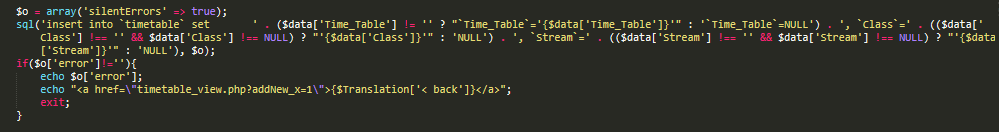 $o = array('silentErrors' => true);
sql('insert into `timetable` set       ' . ($data['Time_Table'] != '' ? "`Time_Table`='{$data['Time_Table']}'" : '`Time_Table`=NULL') . ', `Class`=' . (($data['
Class'] !== '' && $data['Class'] !== NULL) ? "'{$data['Class']}'" : 'NULL') . ', `Stream`=' . (($data['Stream'] !== '' && $data['Stream'] !== NULL) ? "'{$data
['Stream']}'" : 'NULL'), $o);
if($o['error']!=''){
echo $o['error'];
echo "<a href=\"timetable_view.php?addNew_x=1\">{$Translation['< back']}</a>";
exit;
}